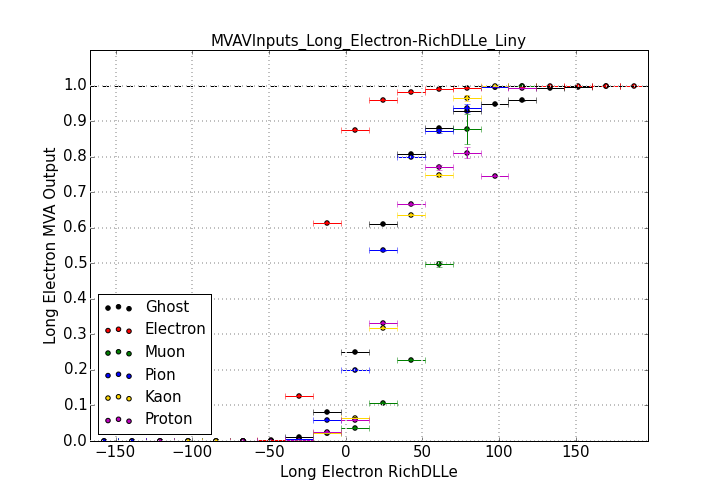 MVAVInputs_Long_Electron-RichDLLe_Liny
1.0
0.9
0.8
0.7
0.6
0.5
0.4
0.3
0.2
0.1
0.0
Long Electron MVA Output
Ghost
Electron
Muon
Pion
Kaon
Proton
−150 −100 −50 0 50 100 150
Long Electron RichDLLe